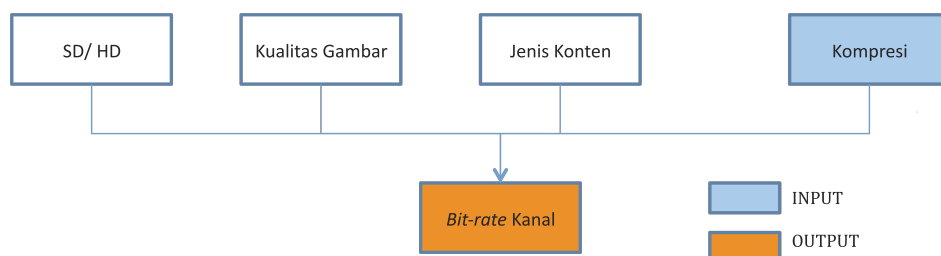 SD/ HD
Kualitas Gambar
Jenis Konten
Kompresi
Bit-rate Kanal
INPUT
OUTPUT